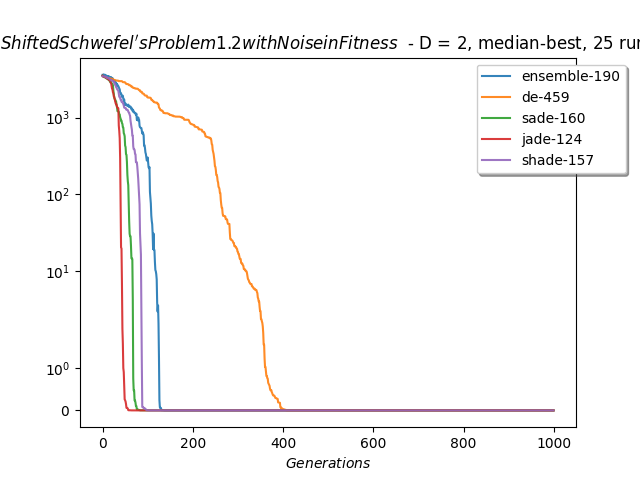 ShiftedSchwefel'sProblem1.2withNoiseinFitness - D = 2, median-best, 25 run
ensemble-190
de-459
sade-160
jade-124
shade-157
10³
10²
10¹
10⁰
0
0 200 400 600 800 1000
Generations